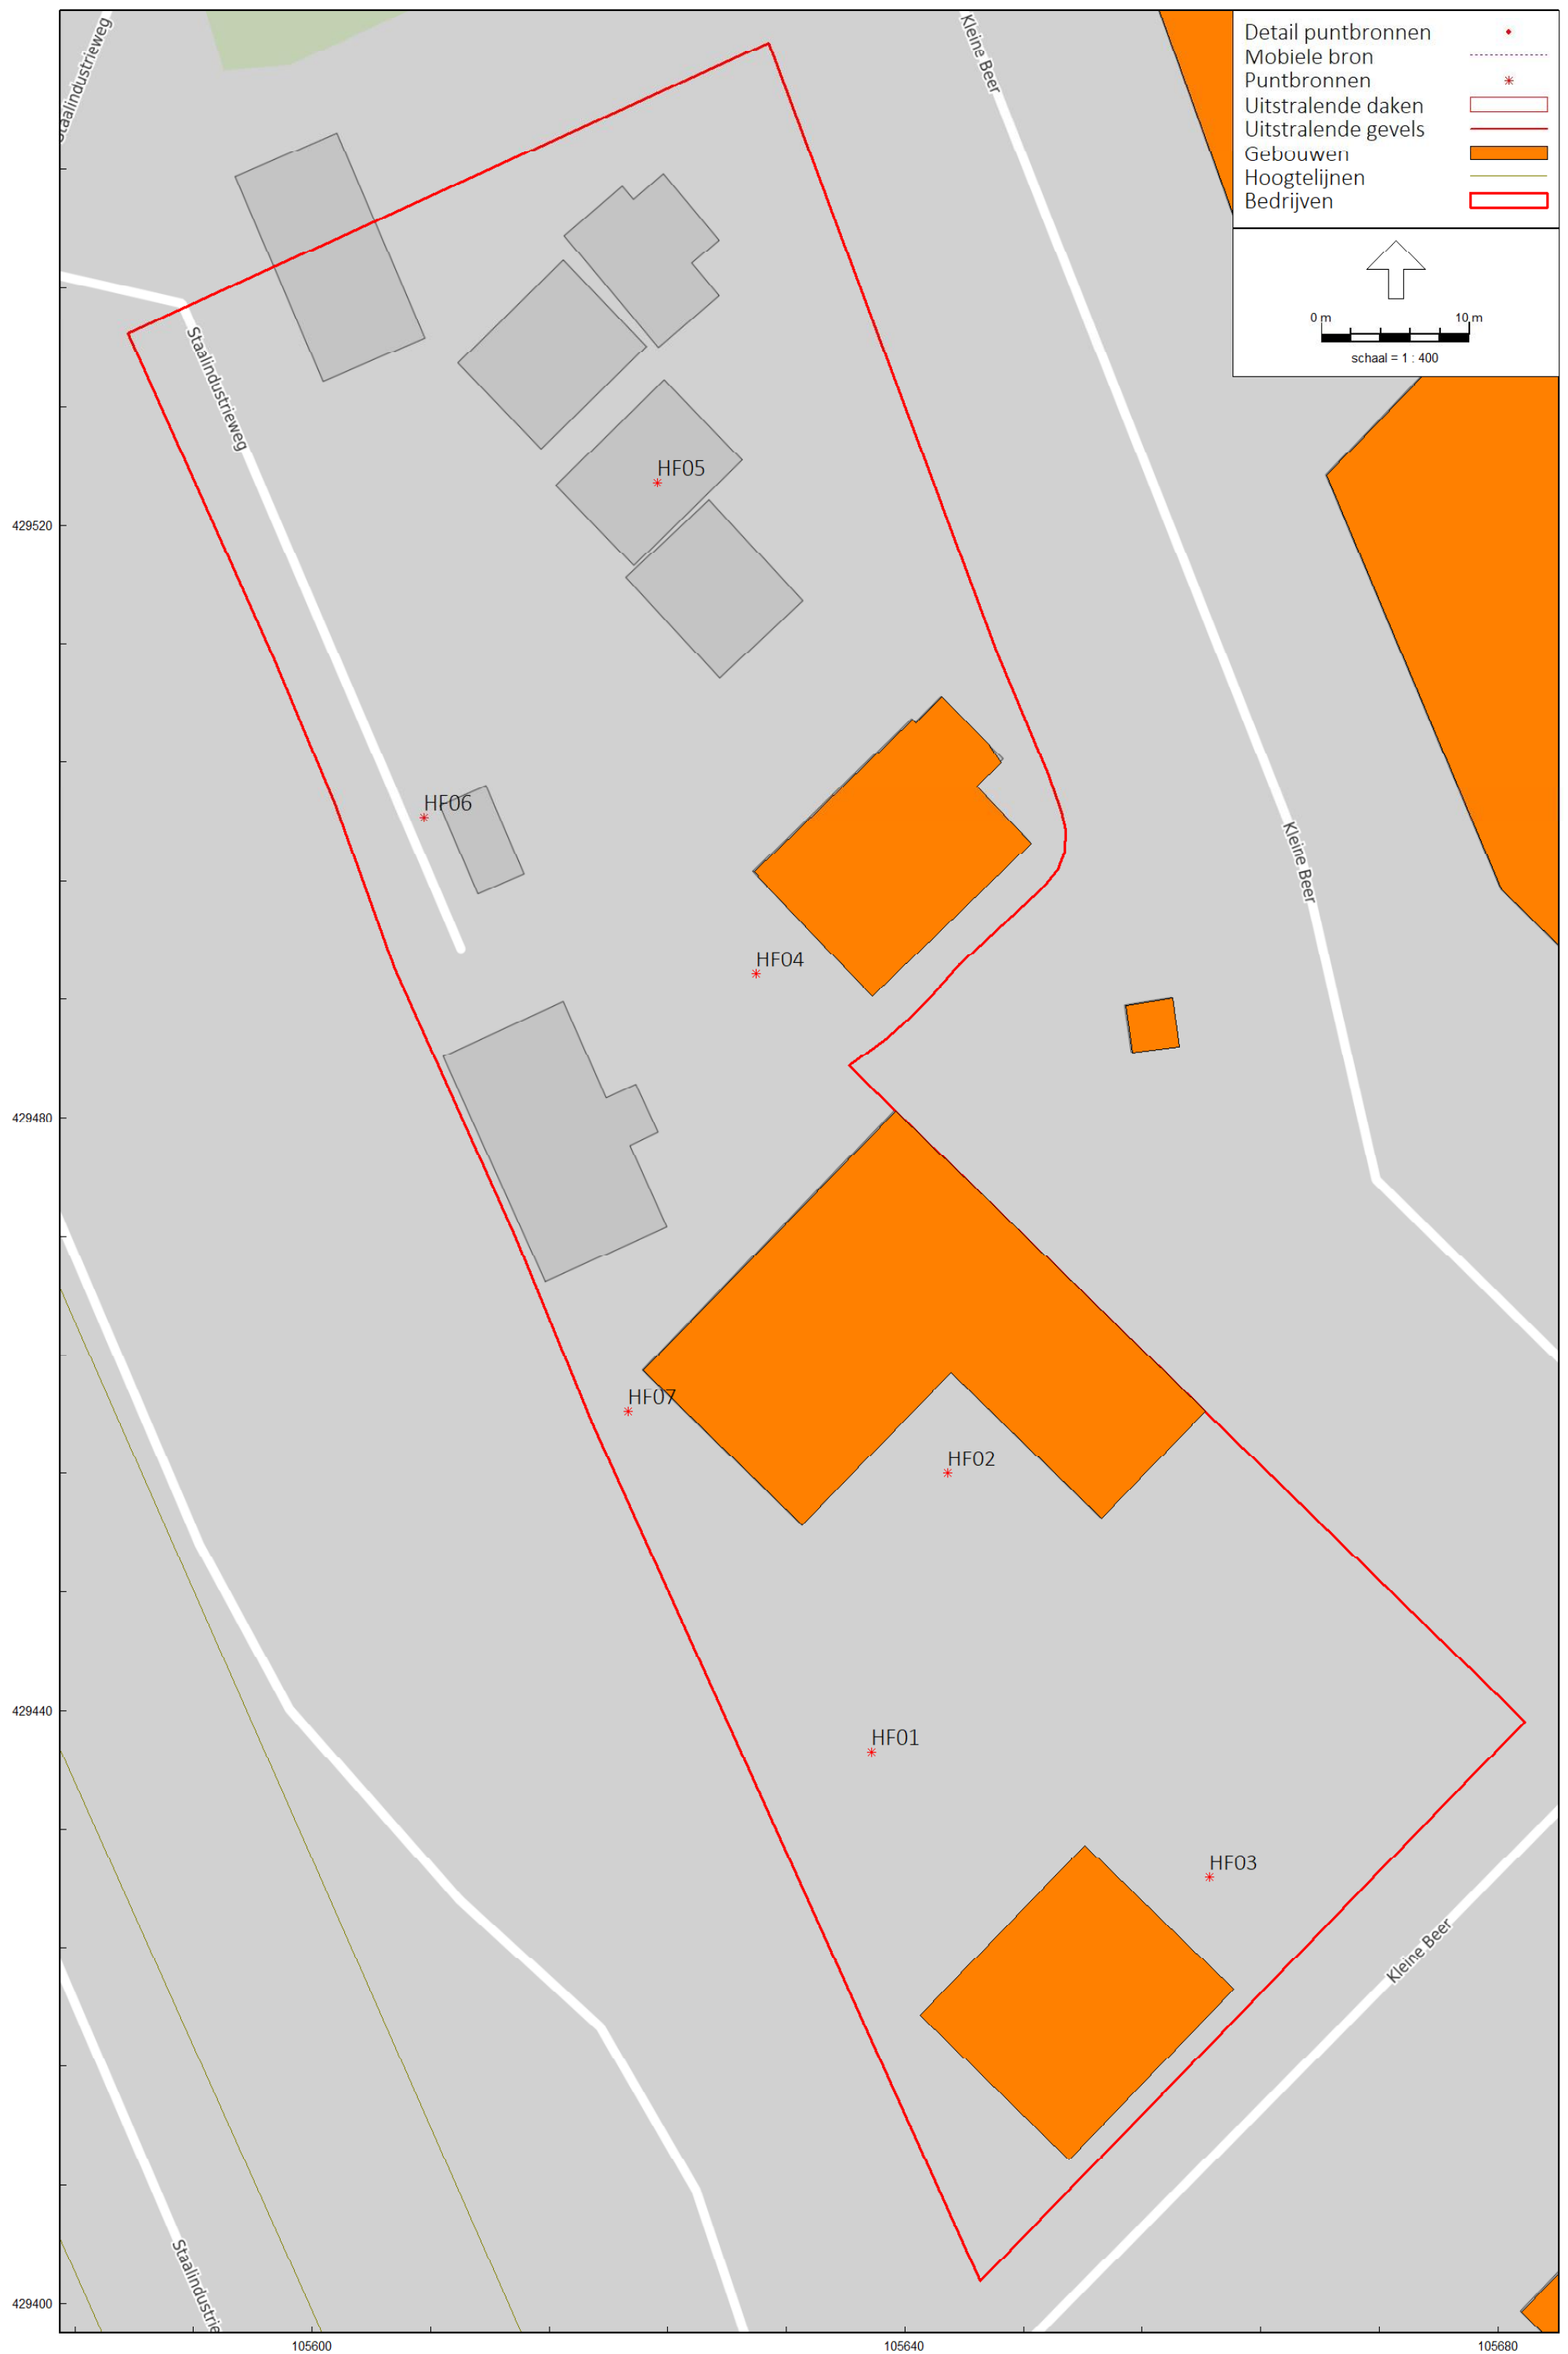 Staalindustrieweg
Kleine Beer
Detail puntbronnen
Mobiele bron
Puntbronnen
Uitstralende daken
Uitstralende gevels
Gebouwen
Hoogtelijnen
Bedrijven
0 m 10 m
schaal = 1 : 400
Staalindustrieweg
HF05
429520
HF06
Kleine Beer
HF04
429480
HF07
HF02
429440
HF01
HF03
Kleine Beer
Staalindustrie
429400
105600 105640 105680